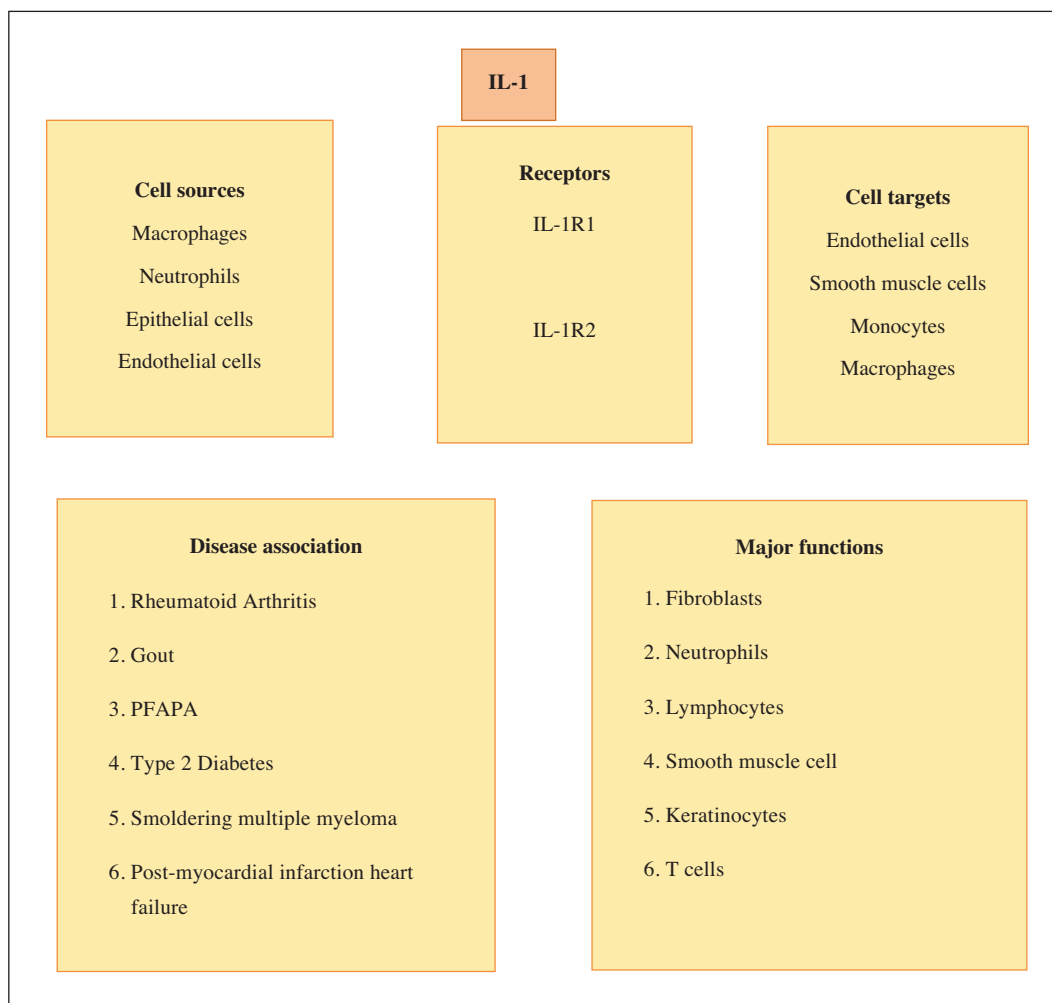 IL-1
Cell sources
Macrophages
Neutrophils
Epithelial cells
Endothelial cells
Receptors
IL-1R1
IL-1R2
Cell targets
Endothelial cells
Smooth muscle cells
Monocytes
Macrophages
Disease association
1. Rheumatoid Arthritis
2. Gout
3. PFAPA
4. Type 2 Diabetes
5. Smoldering multiple myeloma
6. Post-myocardial infarction heart
failure
Major functions
1. Fibroblasts
2. Neutrophils
3. Lymphocytes
4. Smooth muscle cell
5. Keratinocytes
6. T cells